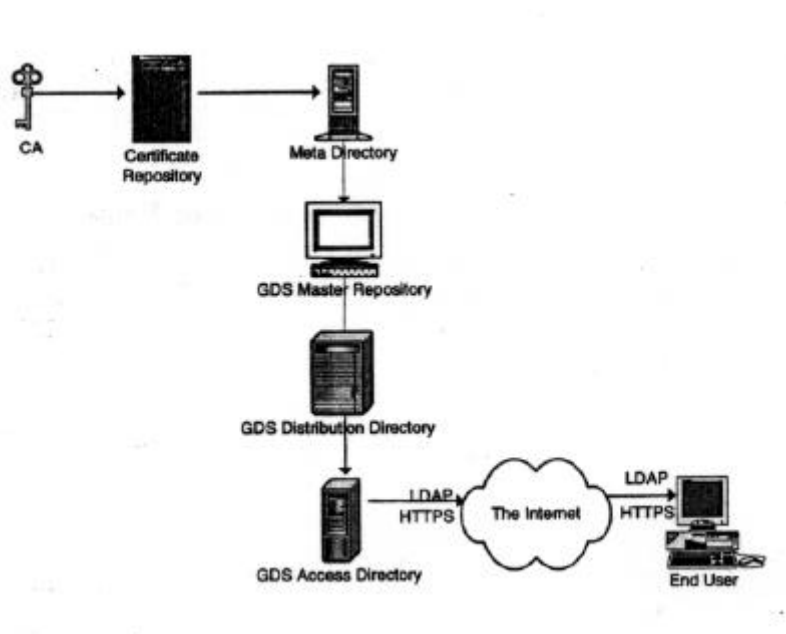 CA
Certificate
Repository
Meta Directory
GDS Master Repository
GDS Distribution Directory
GDS Access Directory
LDAP
HTTPS
The Internet
LDAP
HTTPS
End User